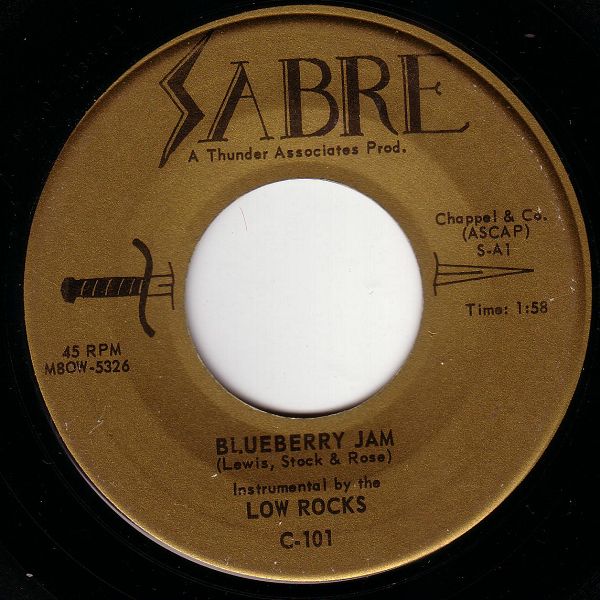 SABRE
A Thunder Associates Prod.
Chappel & Co.
(ASCAP)
S-A1
Time: 1:58
45 RPM
M8OW-5326
BLUEBERRY JAM
(Lewis, Stock & Rose)
Instrumental by the
LOW ROCKS
C-101